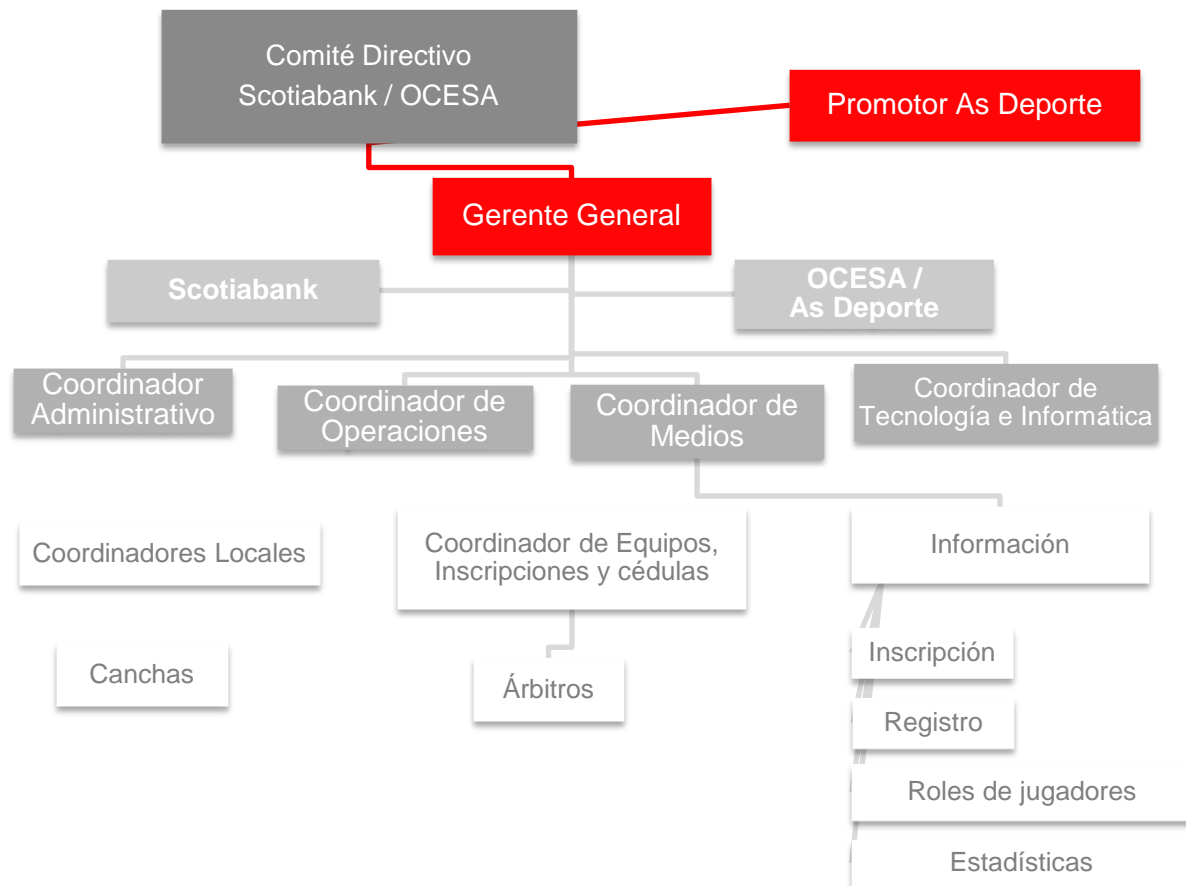 Comité Directivo
Scotiabank / OCESA
Promotor As Deporte
Gerente General
Scotiabank
OCESA /
As Deporte
Coordinador
Administrativo
Coordinador de
Operaciones
Coordinador de
Medios
Coordinador de
Tecnología e Informática
Coordinadores Locales
Coordinador de Equipos,
Inscripciones y cédulas
Información
Canchas
Árbitros
Inscripción
Registro
Roles de jugadores
Estadísticas